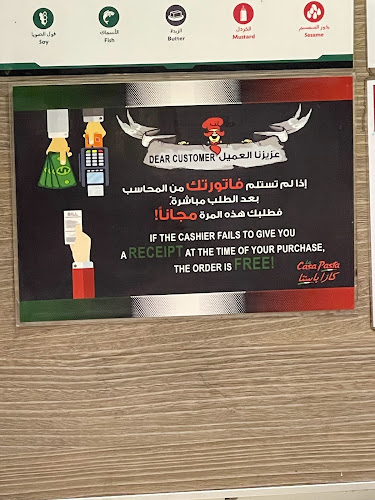 فول الصويا
Soy
الأسماك
Fish
الزبدة
Butter
الخردل
Mustard
بذور السمسم
Sesame
DEAR CUSTOMER عزيزنا العميل
إذا لم تستلم فاتورتك من المحاسب
بعد الطلب مباشرة،
فطلبك هذه المرة مجاناً!
IF THE CASHIER FAILS TO GIVE YOU
A RECEIPT AT THE TIME OF YOUR PURCHASE,
THE ORDER IS FREE!
BILL
La
Casa Pasta
كازا باستا